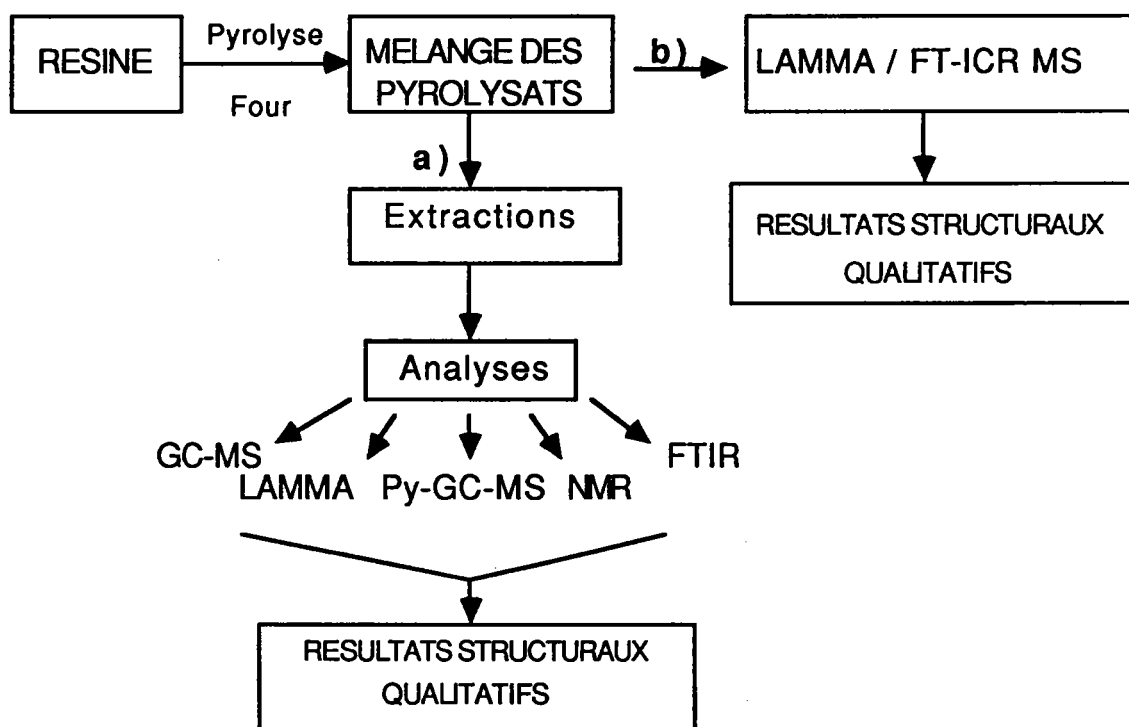 RESINE
Pyrolyse
Four
MELANGE DES
PYROLYSATS
b)
LAMMA / FT-ICR MS
a)
Extractions
RESULTATS STRUCTURAUX
QUALITATIFS
Analyses
GC-MS
LAMMA
Py-GC-MS
NMR
FTIR
RESULTATS STRUCTURAUX
QUALITATIFS